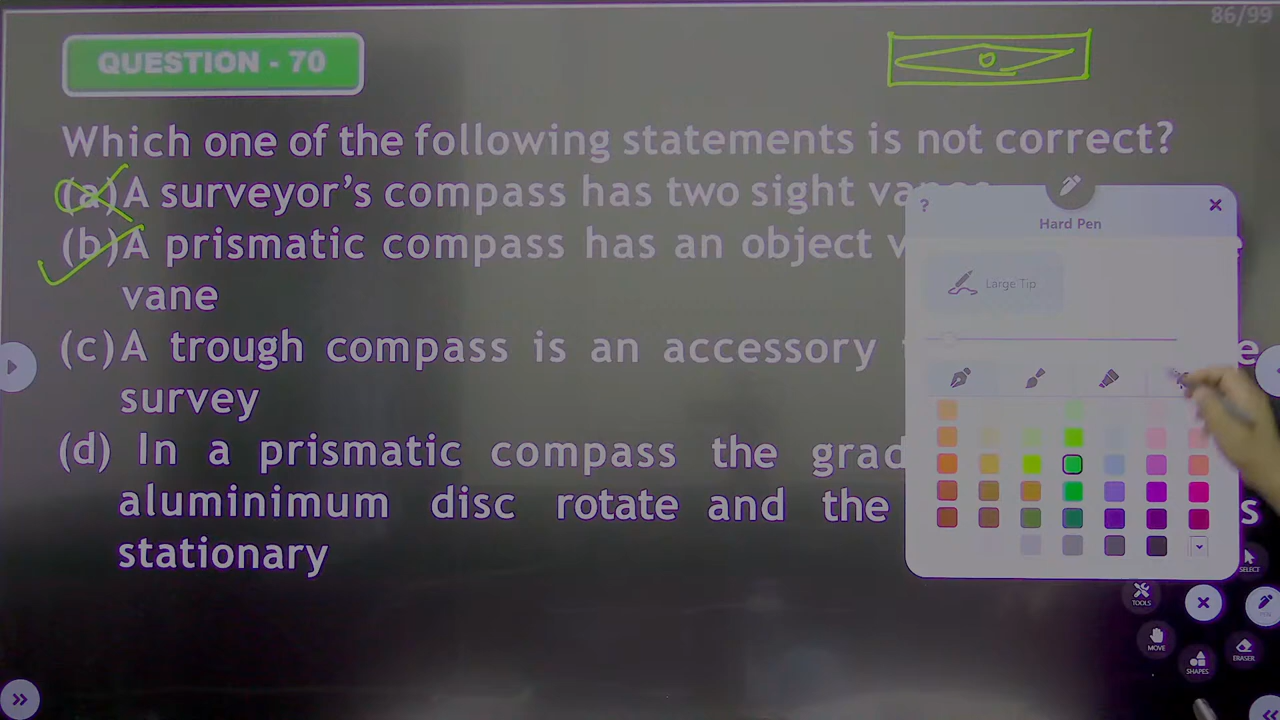 86/99
QUESTION - 70
Which one of the following statements is not correct?
(a) A surveyor's compass has two sight vanes
(b) A prismatic compass has an object
vane
(c) A trough compass is an accessory
survey
(d) In a prismatic compass the
aluminimum disc rotate and the
stationary
?
Hard Pen
Large Tip
SELECT
TOOLS
PEN
MOVE
SHAPES
ERASER